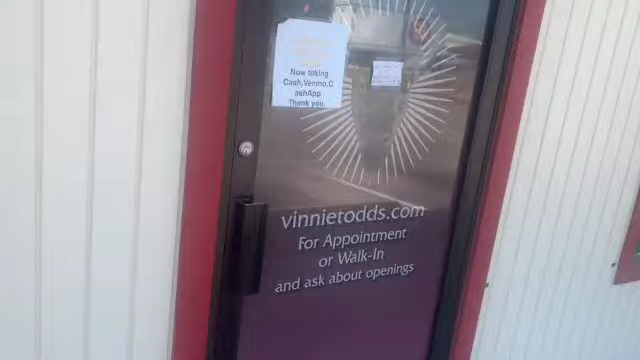 Now taking
Cash,Venmo,C
ashApp
Thank you.
vinnietodds.com
For Appointment
or Walk-In
and ask about openings